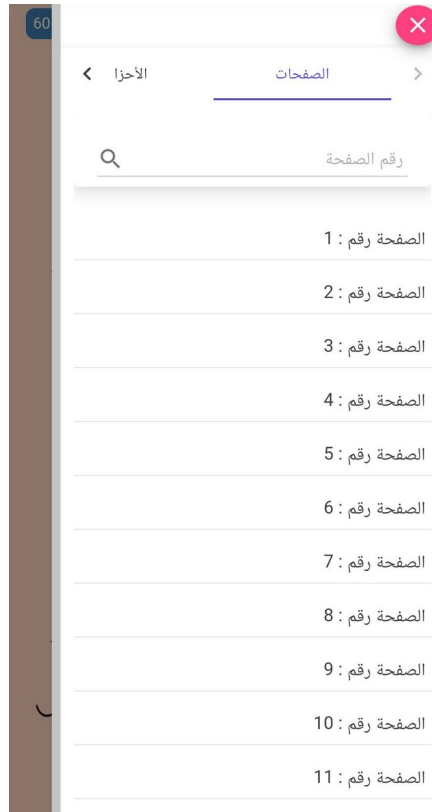 60
الصفحات
الأجزا
رقم الصفحة
الصفحة رقم : 1
الصفحة رقم : 2
الصفحة رقم : 3
الصفحة رقم : 4
الصفحة رقم : 5
الصفحة رقم : 6
الصفحة رقم : 7
الصفحة رقم : 8
الصفحة رقم : 9
الصفحة رقم : 10
الصفحة رقم : 11